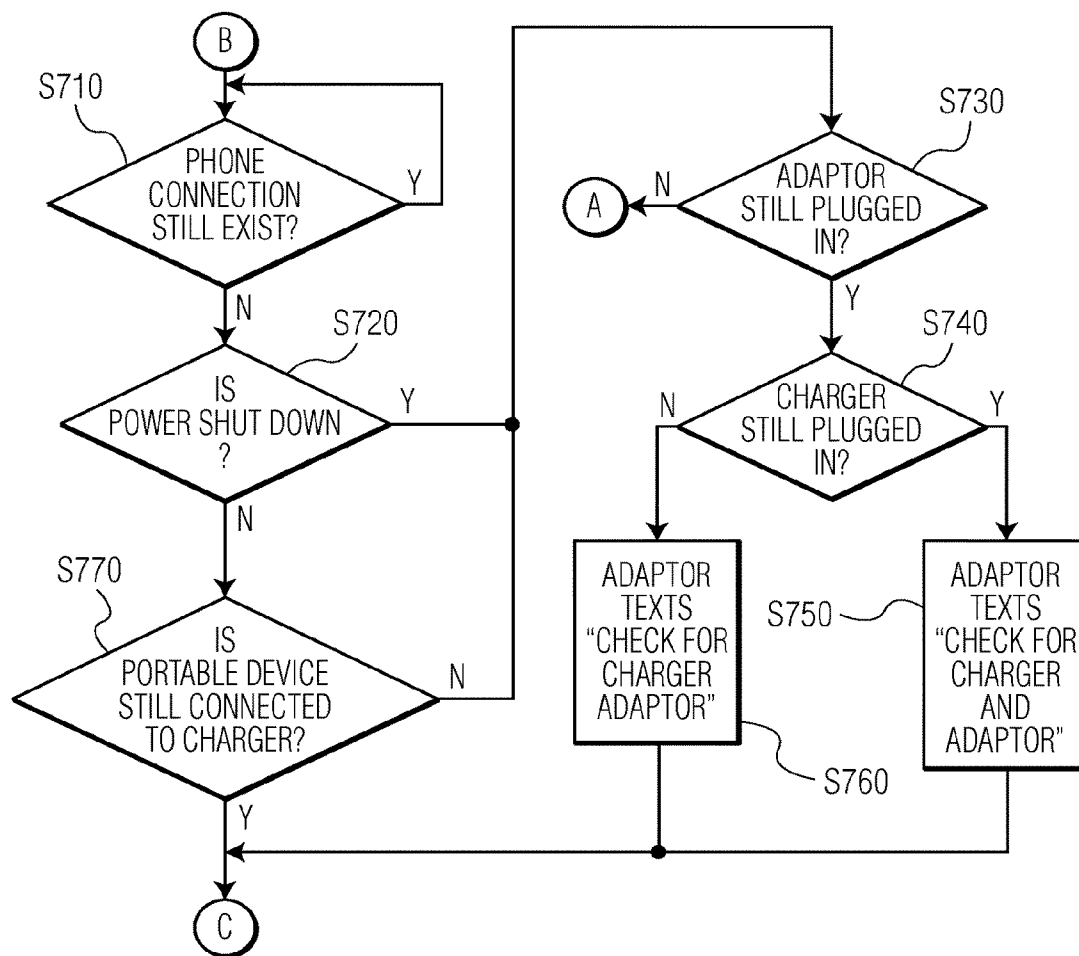 B
S710
PHONE
CONNECTION
STILL EXIST?
Y
N
S720
IS
POWER SHUT DOWN
?
Y
N
S770
IS
PORTABLE DEVICE
STILL CONNECTED
TO CHARGER?
N
Y
C
S730
ADAPTOR
STILL PLUGGED
IN?
N
A
Y
S740
CHARGER
STILL PLUGGED
IN?
N
Y
ADAPTOR
TEXTS
"CHECK FOR
CHARGER
ADAPTOR"
S760
S750
ADAPTOR
TEXTS
"CHECK FOR
CHARGER
AND
ADAPTOR"